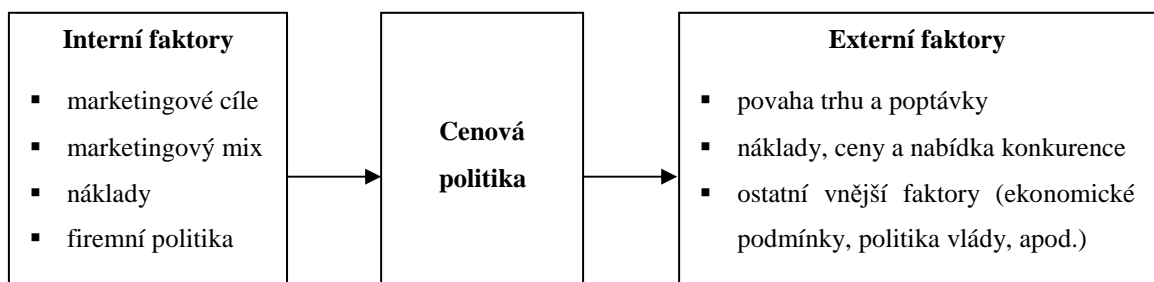 Interní faktory
▪ marketingové cíle
▪ marketingový mix
▪ náklady
▪ firemní politika
Cenová
politika
Externí faktory
▪ povaha trhu a poptávky
▪ náklady, ceny a nabídka konkurence
▪ ostatní vnější faktory (ekonomické
podmínky, politika vlády, apod.)